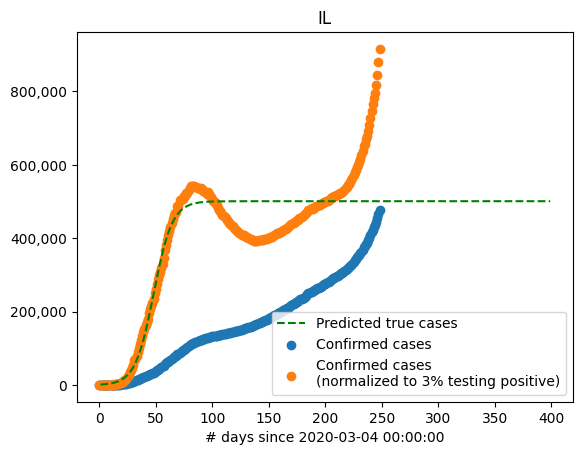 IL
800,000
600,000
400,000
200,000
0
Predicted true cases
Confirmed cases
Confirmed cases
(normalized to 3% testing positive)
0 50 100 150 200 250 300 350 400
# days since 2020-03-04 00:00:00